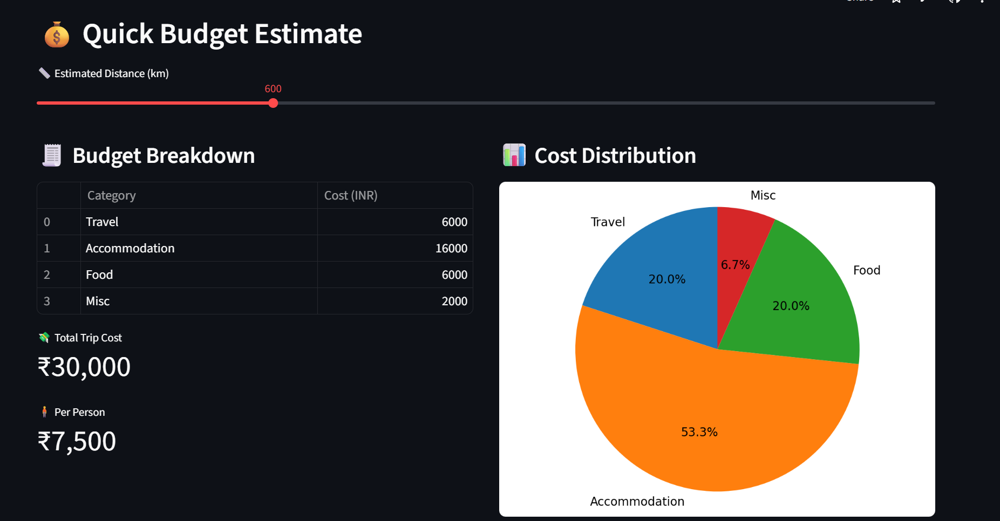 Quick Budget Estimate
Estimated Distance (km)
600
Budget Breakdown
Category Cost (INR)
0 Travel 6000
1 Accommodation 16000
2 Food 6000
3 Misc 2000
Total Trip Cost
₹30,000
Per Person
₹7,500
Cost Distribution
Misc
Travel
Food
6.7%
20.0%
20.0%
53.3%
Accommodation